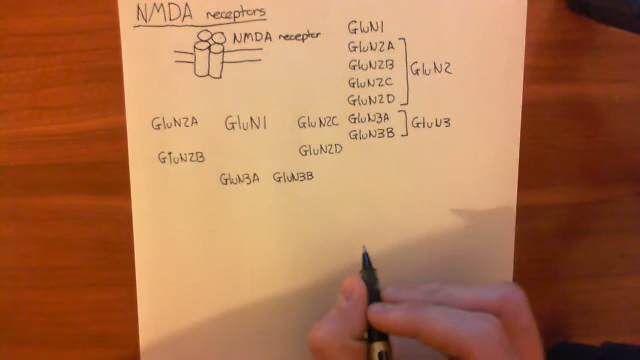 NMDA receptors
NMDA receptor
GluN1
GluN2A
GluN2B
GluN2C
GluN2D
GluN2
GluN3A
GluN3B
GluN3
GluN2A GluN1 GluN2C
GluN2B GluN2D
GluN3A GluN3B